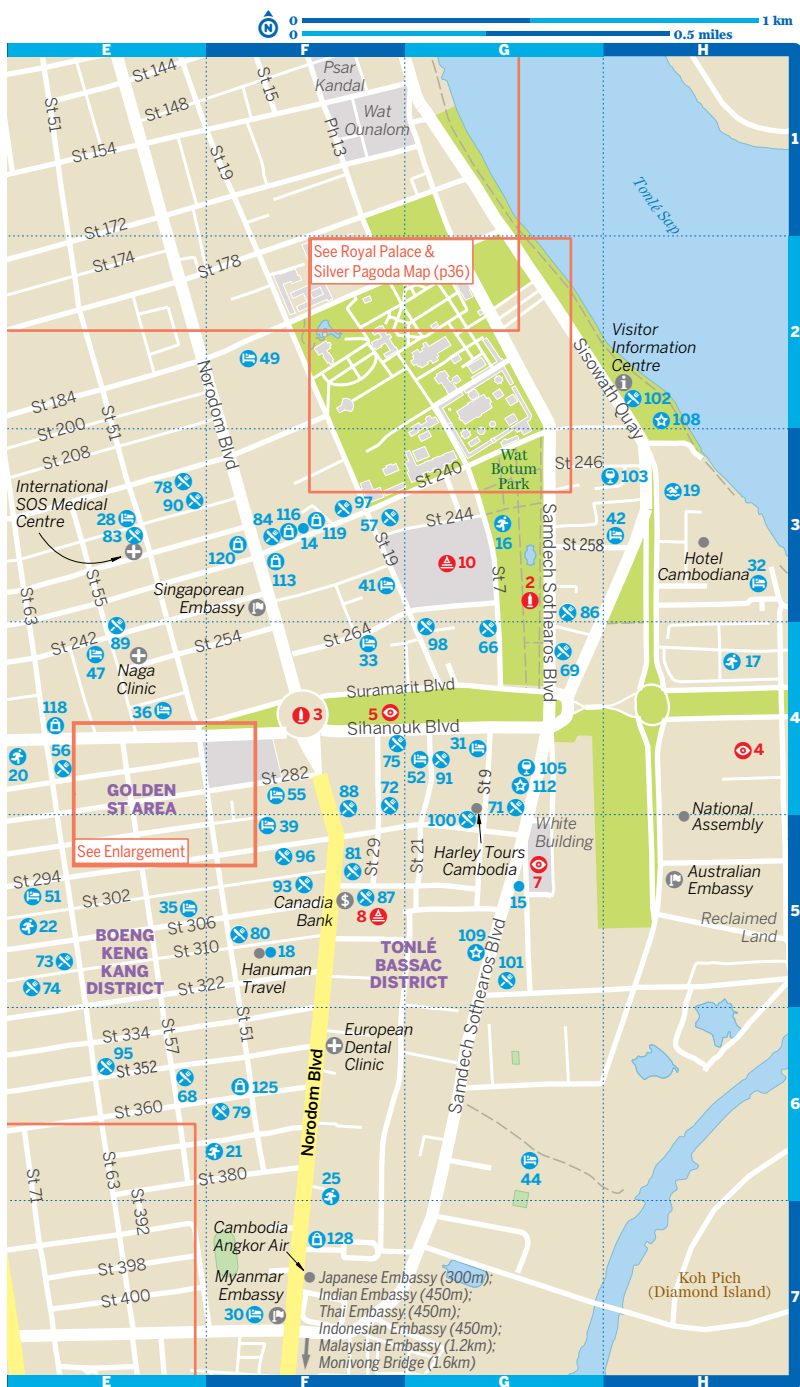 N
0
1 km
0
0.5 miles
E
F
G
H
St 144
St 148
St 15
Psar
Kandal
Wat
Ounalom
St 51
St 154
St 19
Ph 13
1
Tonlé Sap
St 172
St 174
St 178
See Royal Palace &
Silver Pagoda Map (p36)
2
Visitor
Information
Centre
Sisowath Quay
49
102
108
Norodom Blvd
St 184
St 51
St 200
St 208
St 240
Wat
Botum
Park
St 246
103
19
International
SOS Medical
Centre
78
90
28
83
84
116
14
119
97
57
120
113
St 244
16
42
St 258
3
Hotel
Cambodiana
32
St 19
10
St 7
2
Samdech Sothearos Blvd
Singaporean
Embassy
41
86
St 63
St 55
89
St 242
47
Naga
Clinic
St 254
St 264
33
98
66
69
17
36
118
Suramarit Blvd
3
5
Sihanouk Blvd
4
4
56
20
GOLDEN
ST AREA
St 282
55
39
75
52
91
31
St 9
105
112
88
72
100
71
National
Assembly
See Enlargement
96
81
St 29
St 21
Harley Tours
Cambodia
White
Building
7
St 294
51
St 302
93
Canadia
Bank
87
8
15
Australian
Embassy
5
35
22
St 306
BOENG
KENG
KANG
DISTRICT
80
St 310
18
Hanuman
Travel
TONLÉ
BASSAC
DISTRICT
109
101
Reclaimed
Land
73
74
St 322
St 51
St 57
St 334
95
St 352
68
European
Dental
Clinic
Norodom Blvd
Samdech Sothearos Blvd
125
79
St 360
6
21
St 380
44
St 71
St 63
St 392
25
Cambodia
Angkor Air
128
St 398
St 400
Myanmar
Embassy
30
Japanese Embassy (300m);
Indian Embassy (450m);
Thai Embassy (450m);
Indonesian Embassy (450m);
Malaysian Embassy (1.2km);
Monivong Bridge (1.6km)
Koh Pich
(Diamond Island)
7
E
F
G
H